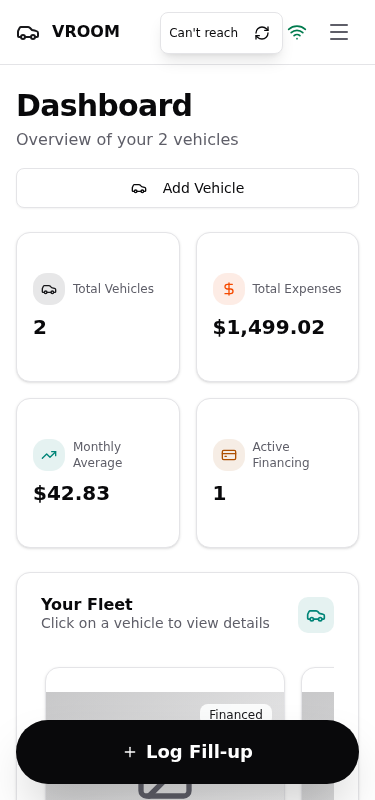 VROOM
Can't reach
Dashboard
Overview of your 2 vehicles
Add Vehicle
Total Vehicles
2
Total Expenses
$1,499.02
Monthly
Average
$42.83
Active
Financing
1
Your Fleet
Click on a vehicle to view details
Financed
+ Log Fill-up